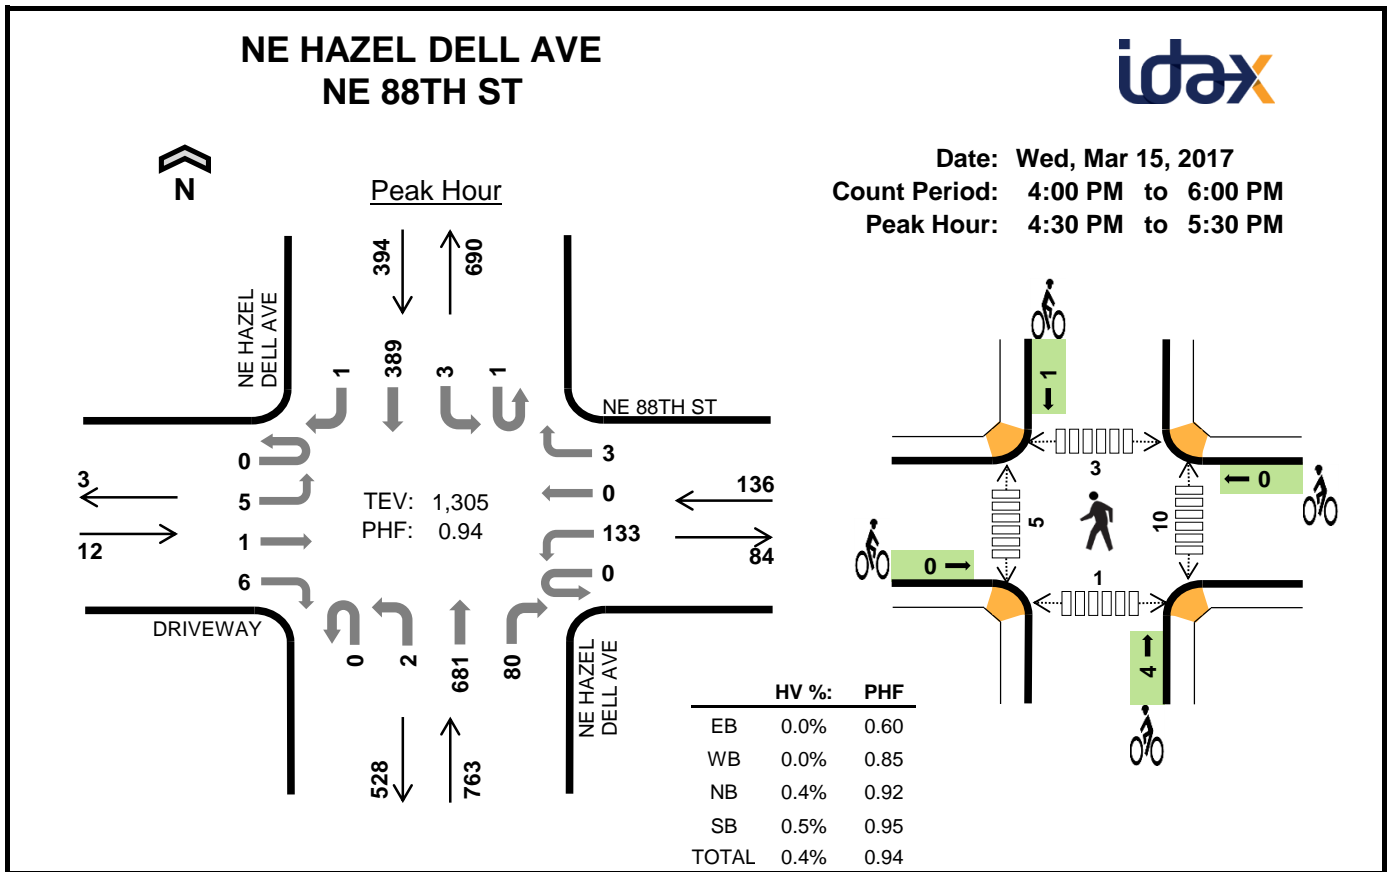 NE HAZEL DELL AVE
NE 88TH ST
idax
N
Peak Hour
Date: Wed, Mar 15, 2017
Count Period: 4:00 PM to 6:00 PM
Peak Hour: 4:30 PM to 5:30 PM
394
690
NE HAZEL
DELL AVE
1
389
3
1
NE 88TH ST
0
5
1
6
3
12
TEV: 1,305
PHF: 0.94
3
0
133
0
136
84
DRIVEWAY
0
2
681
80
NE HAZEL
DELL AVE
528
763
HV %: PHF
EB 0.0% 0.60
WB 0.0% 0.85
NB 0.4% 0.92
SB 0.5% 0.95
TOTAL 0.4% 0.94
1
3
0
5
10
0
1
4